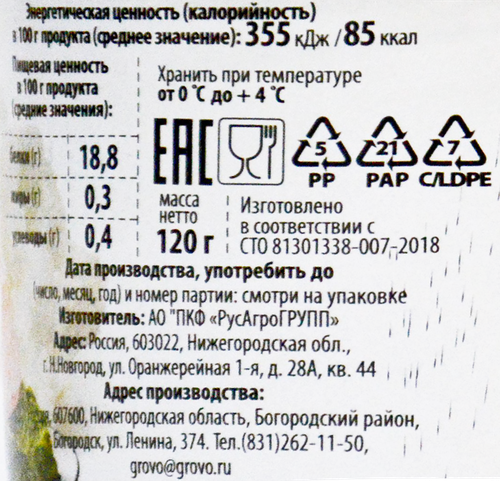 Энергетическая ценность (калорийность)
в 100 г продукта (среднее значение): 355 кДж / 85 ккал
Пищевая ценность
в 100 г продукта
(средние значения):
Хранить при температуре
от 0 °С до + 4 °С
белки (г) 18,8
жиры (г) 0,3
углеводы (г) 0,4
ЕАС
5
PP
21
PAP
7
C/LDPE
масса
нетто
120 г
Изготовлено
в соответствии с
СТО 81301338-007-2018
Дата производства, употребить до
(число, месяц, год) и номер партии: смотри на упаковке
Изготовитель: АО "ПКФ «РусАгроГРУПП»
Адрес: Россия, 603022, Нижегородская обл.,
г. Н.Новгород, ул. Оранжерейная 1-я, д. 28А, кв. 44
Адрес производства:
607600, Нижегородская область, Богородский район,
Богородск, ул. Ленина, 374. Тел.(831)262-11-50,
grovo@grovo.ru